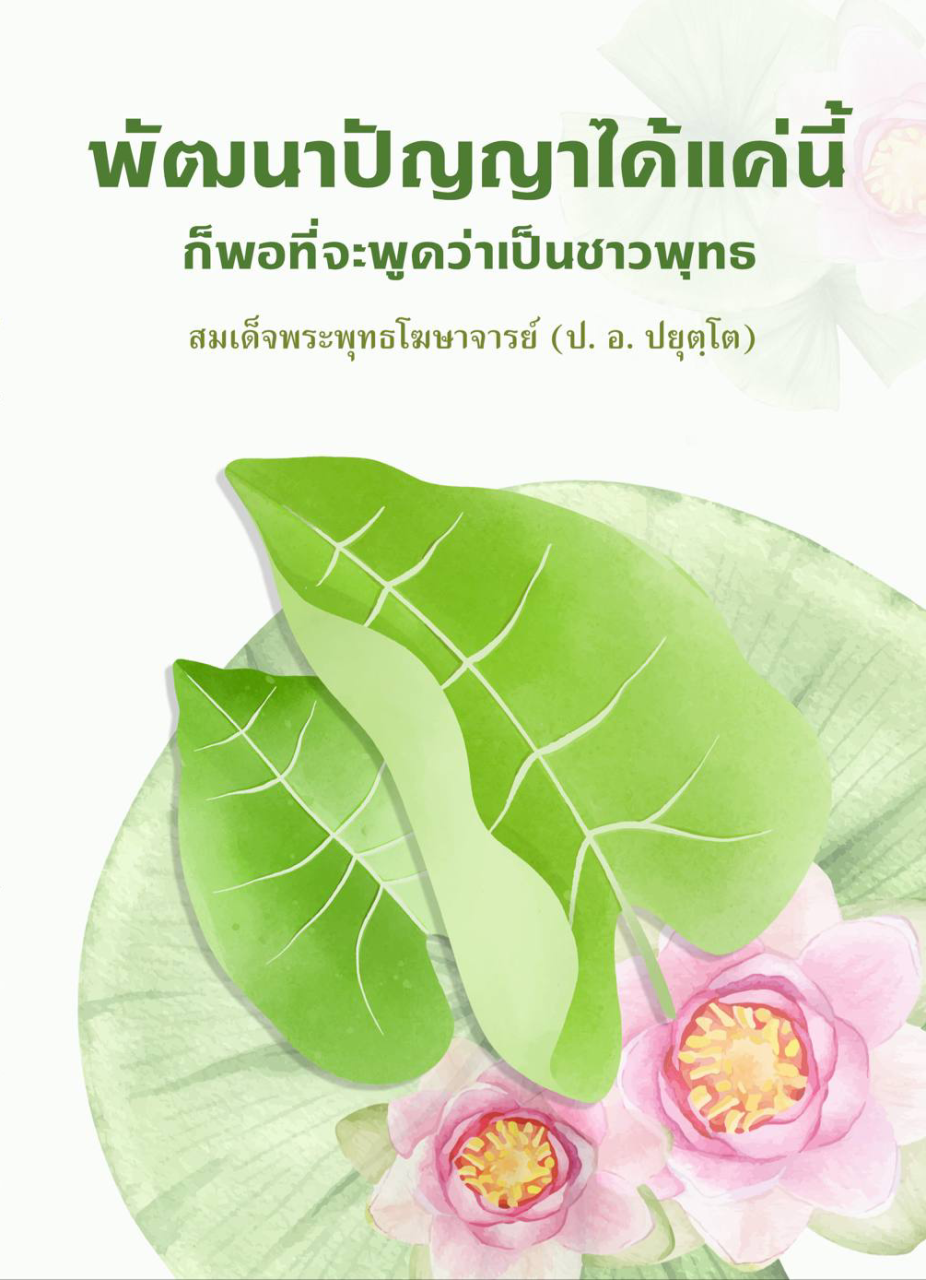 พัฒนาปัญญาได้แค่นี้
ก็พอที่จะพูดว่าเป็นชาวพุทธ
สมเด็จพระพุทธโฆษาจารย์ (ป. อ. ปยุตฺโต)